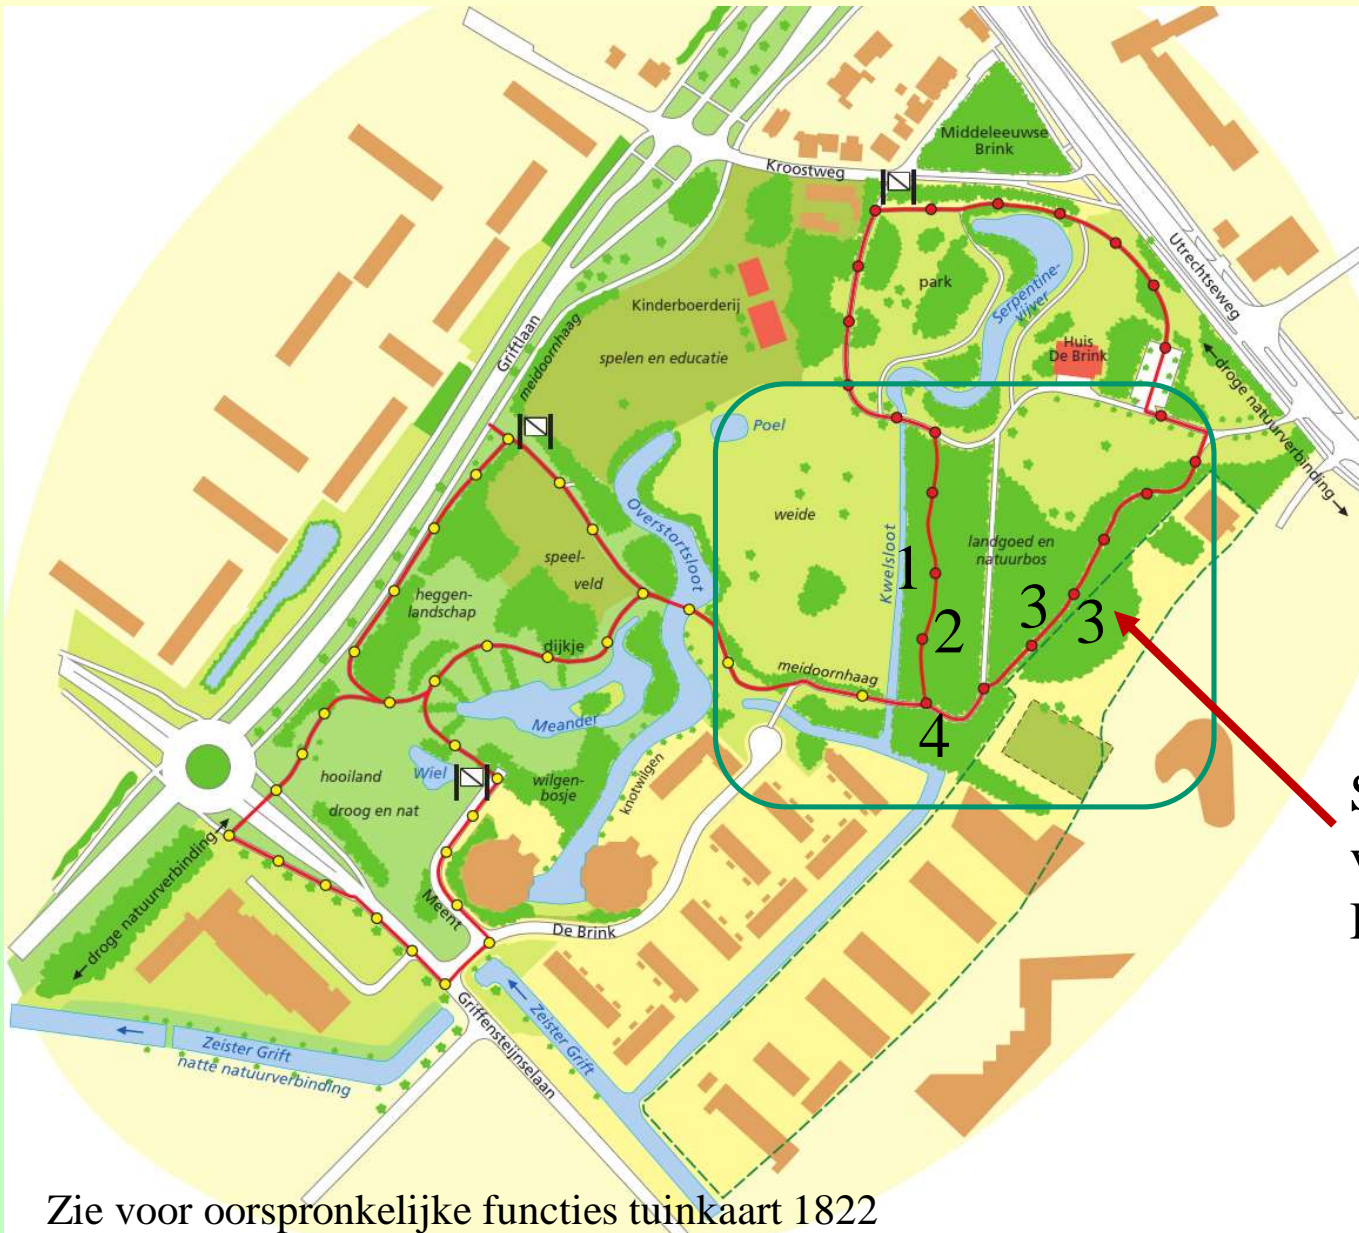 Middeleeuwse
Brink
Kroostweg
Utrechtseweg
park
Serpentine-
vijver
Kinderboerderij
Huis
De Brink
Griftlaan
meidoornhaag
spelen en educatie
droge natuurverbinding
Poel
Overstortsloot
weide
Kwelsloot
landgoed en
natuurbos
speel-
veld
heggen-
landschap
dijkje
1
2
3
3
4
meidoornhaag
Meander
hooiland
Wiel
wilgen-
bosje
knotwilgen
droog en nat
droge natuurverbinding
Meent
De Brink
Zeister Grift
natte natuurverbinding
Griffensteijnselaan
Zeister Grift
Zie voor oorspronkelijke functies tuinkaart 1822